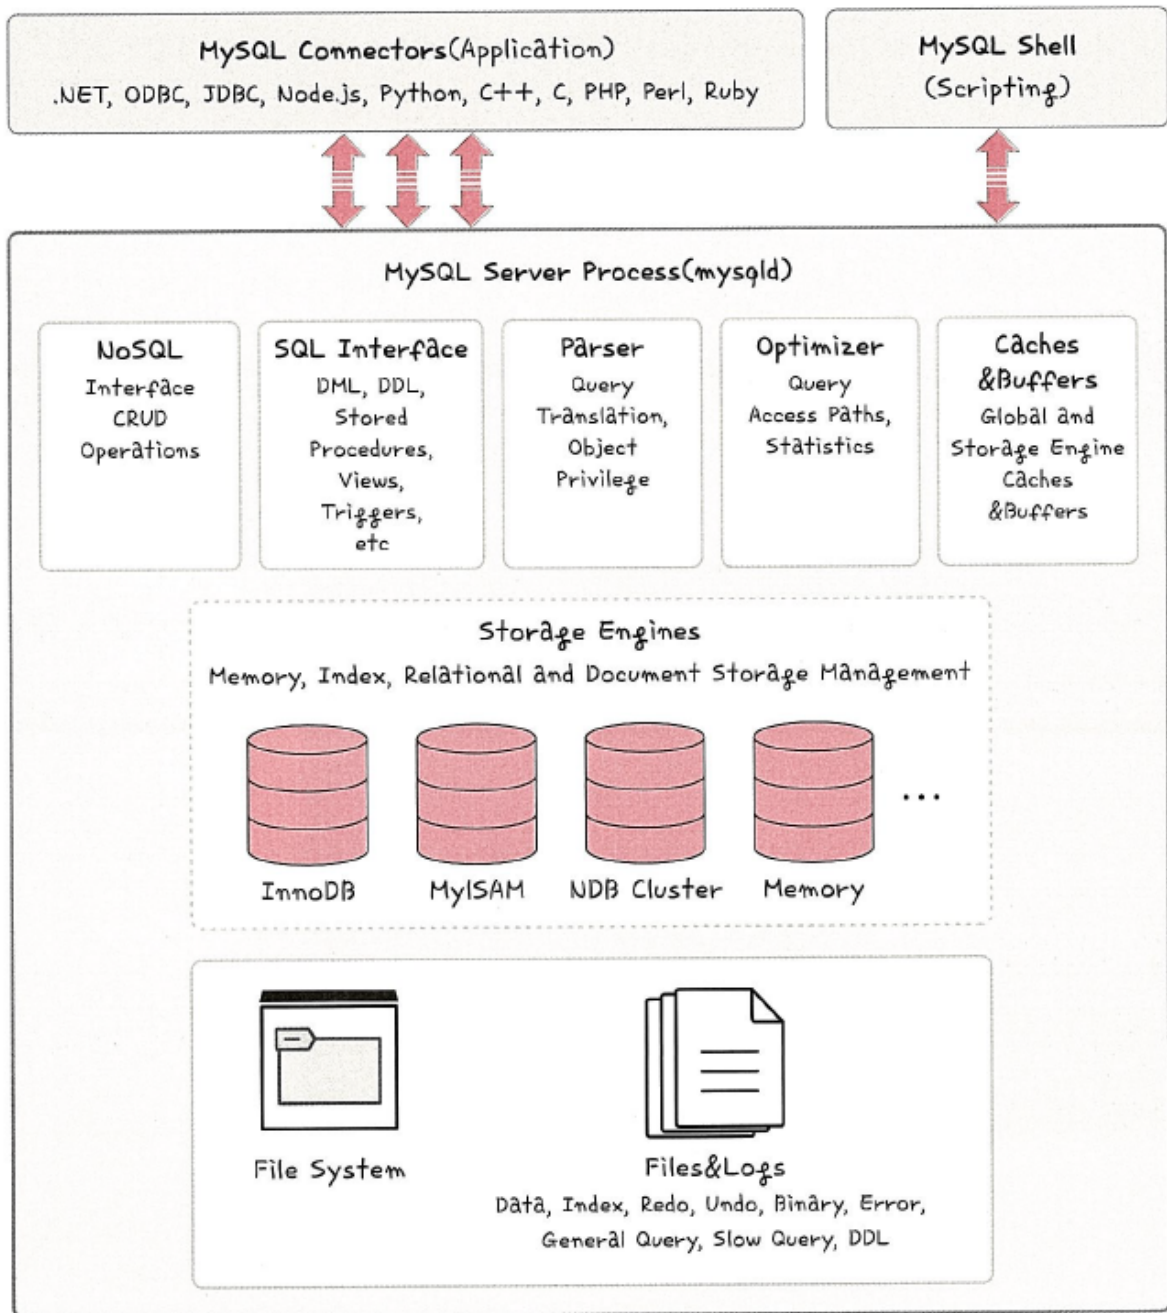 MySQL Connectors(Application)
.NET, ODBC, JDBC, Node.js, Python, C++, C, PHP, Perl, Ruby
MySQL Shell
(Scripting)
MySQL Server Process(mysqld)
NoSQL
Interface
CRUD
Operations
SQL Interface
DML, DDL,
Stored
Procedures,
Views,
Triggers,
etc
Parser
Query
Translation,
Object
Privilege
Optimizer
Query
Access Paths,
Statistics
Caches
&Buffers
Global and
Storage Engine
Caches
&Buffers
Storage Engines
Memory, Index, Relational and Document Storage Management
InnoDB
MyISAM
NDB Cluster
Memory
...
File System
Files&Logs
Data, Index, Redo, Undo, Binary, Error,
General Query, Slow Query, DDL